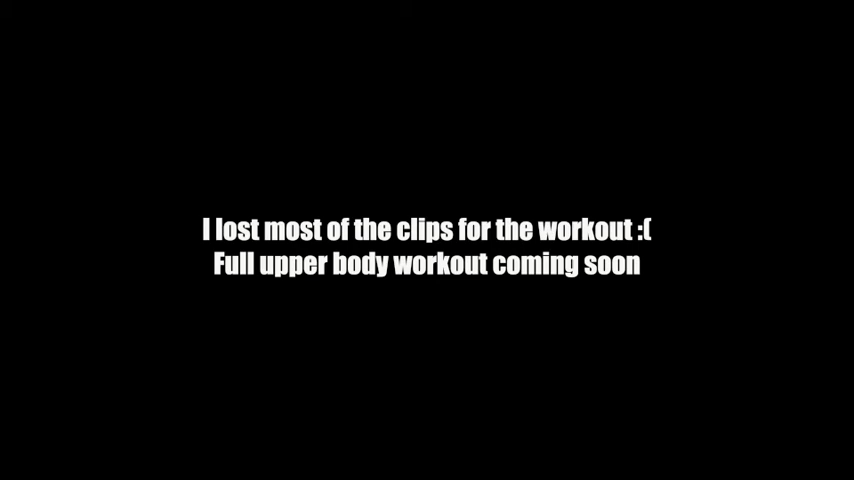 I lost most of the clips for the workout :(
Full upper body workout coming soon